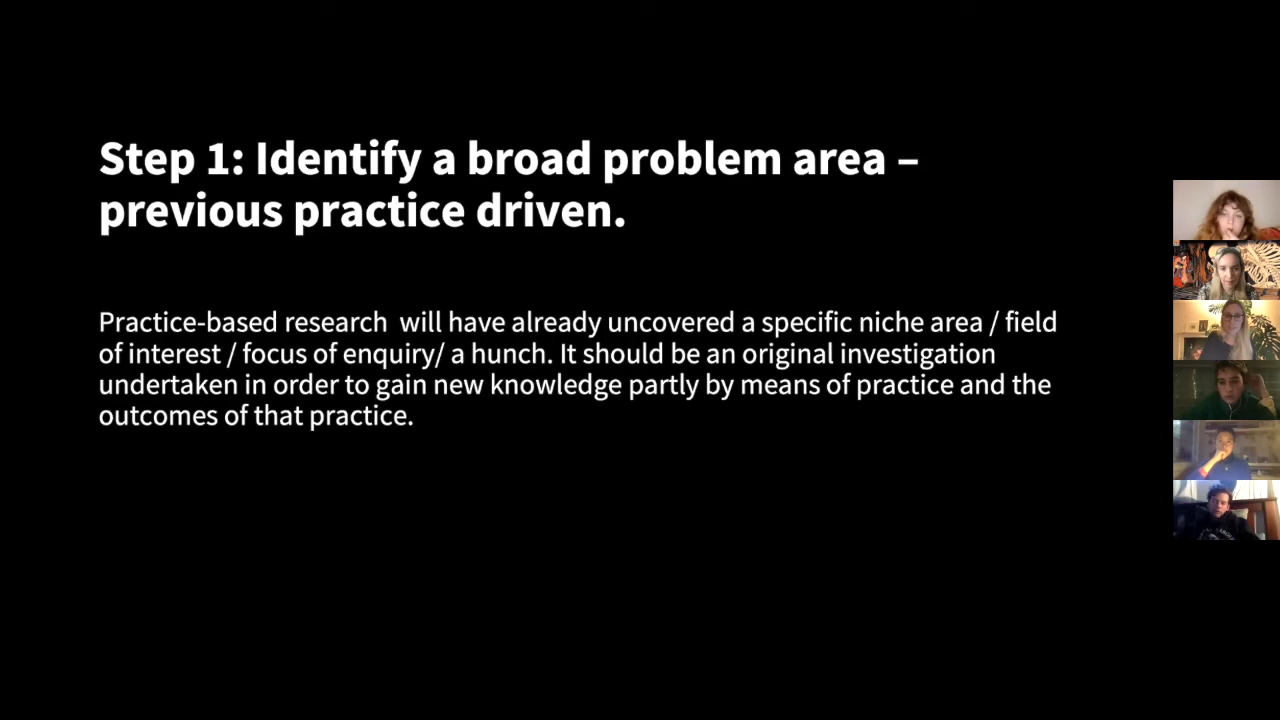 Step 1: Identify a broad problem area –
previous practice driven.
Practice-based research  will have already uncovered a specific niche area / field
of interest / focus of enquiry/ a hunch. It should be an original investigation
undertaken in order to gain new knowledge partly by means of practice and the
outcomes of that practice.